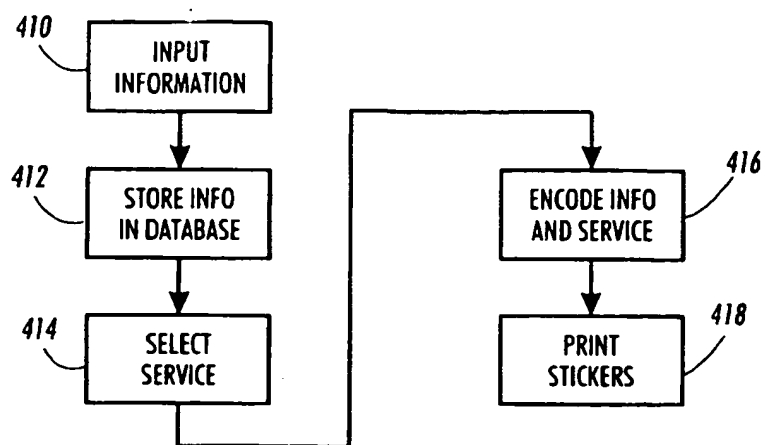 410
INPUT
INFORMATION
412
STORE INFO
IN DATABASE
414
SELECT
SERVICE
416
ENCODE INFO
AND SERVICE
418
PRINT
STICKERS